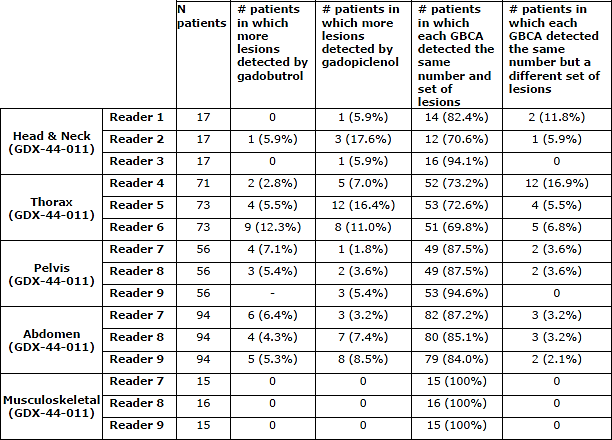 N patients | # patients in which more lesions detected by gadobutrol | # patients in which more lesions detected by gadopiclenol | # patients in which each GBCA detected the same number and set of lesions | # patients in which each GBCA detected the same number but a different set of lesions
Head & Neck (GDX-44-011) | Reader 1 | 17 | 0 | 1 (5.9%) | 14 (82.4%) | 2 (11.8%)
Reader 2 | 17 | 1 (5.9%) | 3 (17.6%) | 12 (70.6%) | 1 (5.9%)
Reader 3 | 17 | 0 | 1 (5.9%) | 16 (94.1%) | 0
Thorax (GDX-44-011) | Reader 4 | 71 | 2 (2.8%) | 5 (7.0%) | 52 (73.2%) | 12 (16.9%)
Reader 5 | 73 | 4 (5.5%) | 12 (16.4%) | 53 (72.6%) | 4 (5.5%)
Reader 6 | 73 | 9 (12.3%) | 8 (11.0%) | 51 (69.8%) | 5 (6.8%)
Pelvis (GDX-44-011) | Reader 7 | 56 | 4 (7.1%) | 1 (1.8%) | 49 (87.5%) | 2 (3.6%)
Reader 8 | 56 | 3 (5.4%) | 2 (3.6%) | 49 (87.5%) | 2 (3.6%)
Reader 9 | 56 | - | 3 (5.4%) | 53 (94.6%) | 0
Abdomen (GDX-44-011) | Reader 7 | 94 | 6 (6.4%) | 3 (3.2%) | 82 (87.2%) | 3 (3.2%)
Reader 8 | 94 | 4 (4.3%) | 7 (7.4%) | 80 (85.1%) | 3 (3.2%)
Reader 9 | 94 | 5 (5.3%) | 8 (8.5%) | 79 (84.0%) | 2 (2.1%)
Musculoskeletal (GDX-44-011) | Reader 7 | 15 | 0 | 0 | 15 (100%) | 0
Reader 8 | 16 | 0 | 0 | 16 (100%) | 0
Reader 9 | 15 | 0 | 0 | 15 (100%) | 0